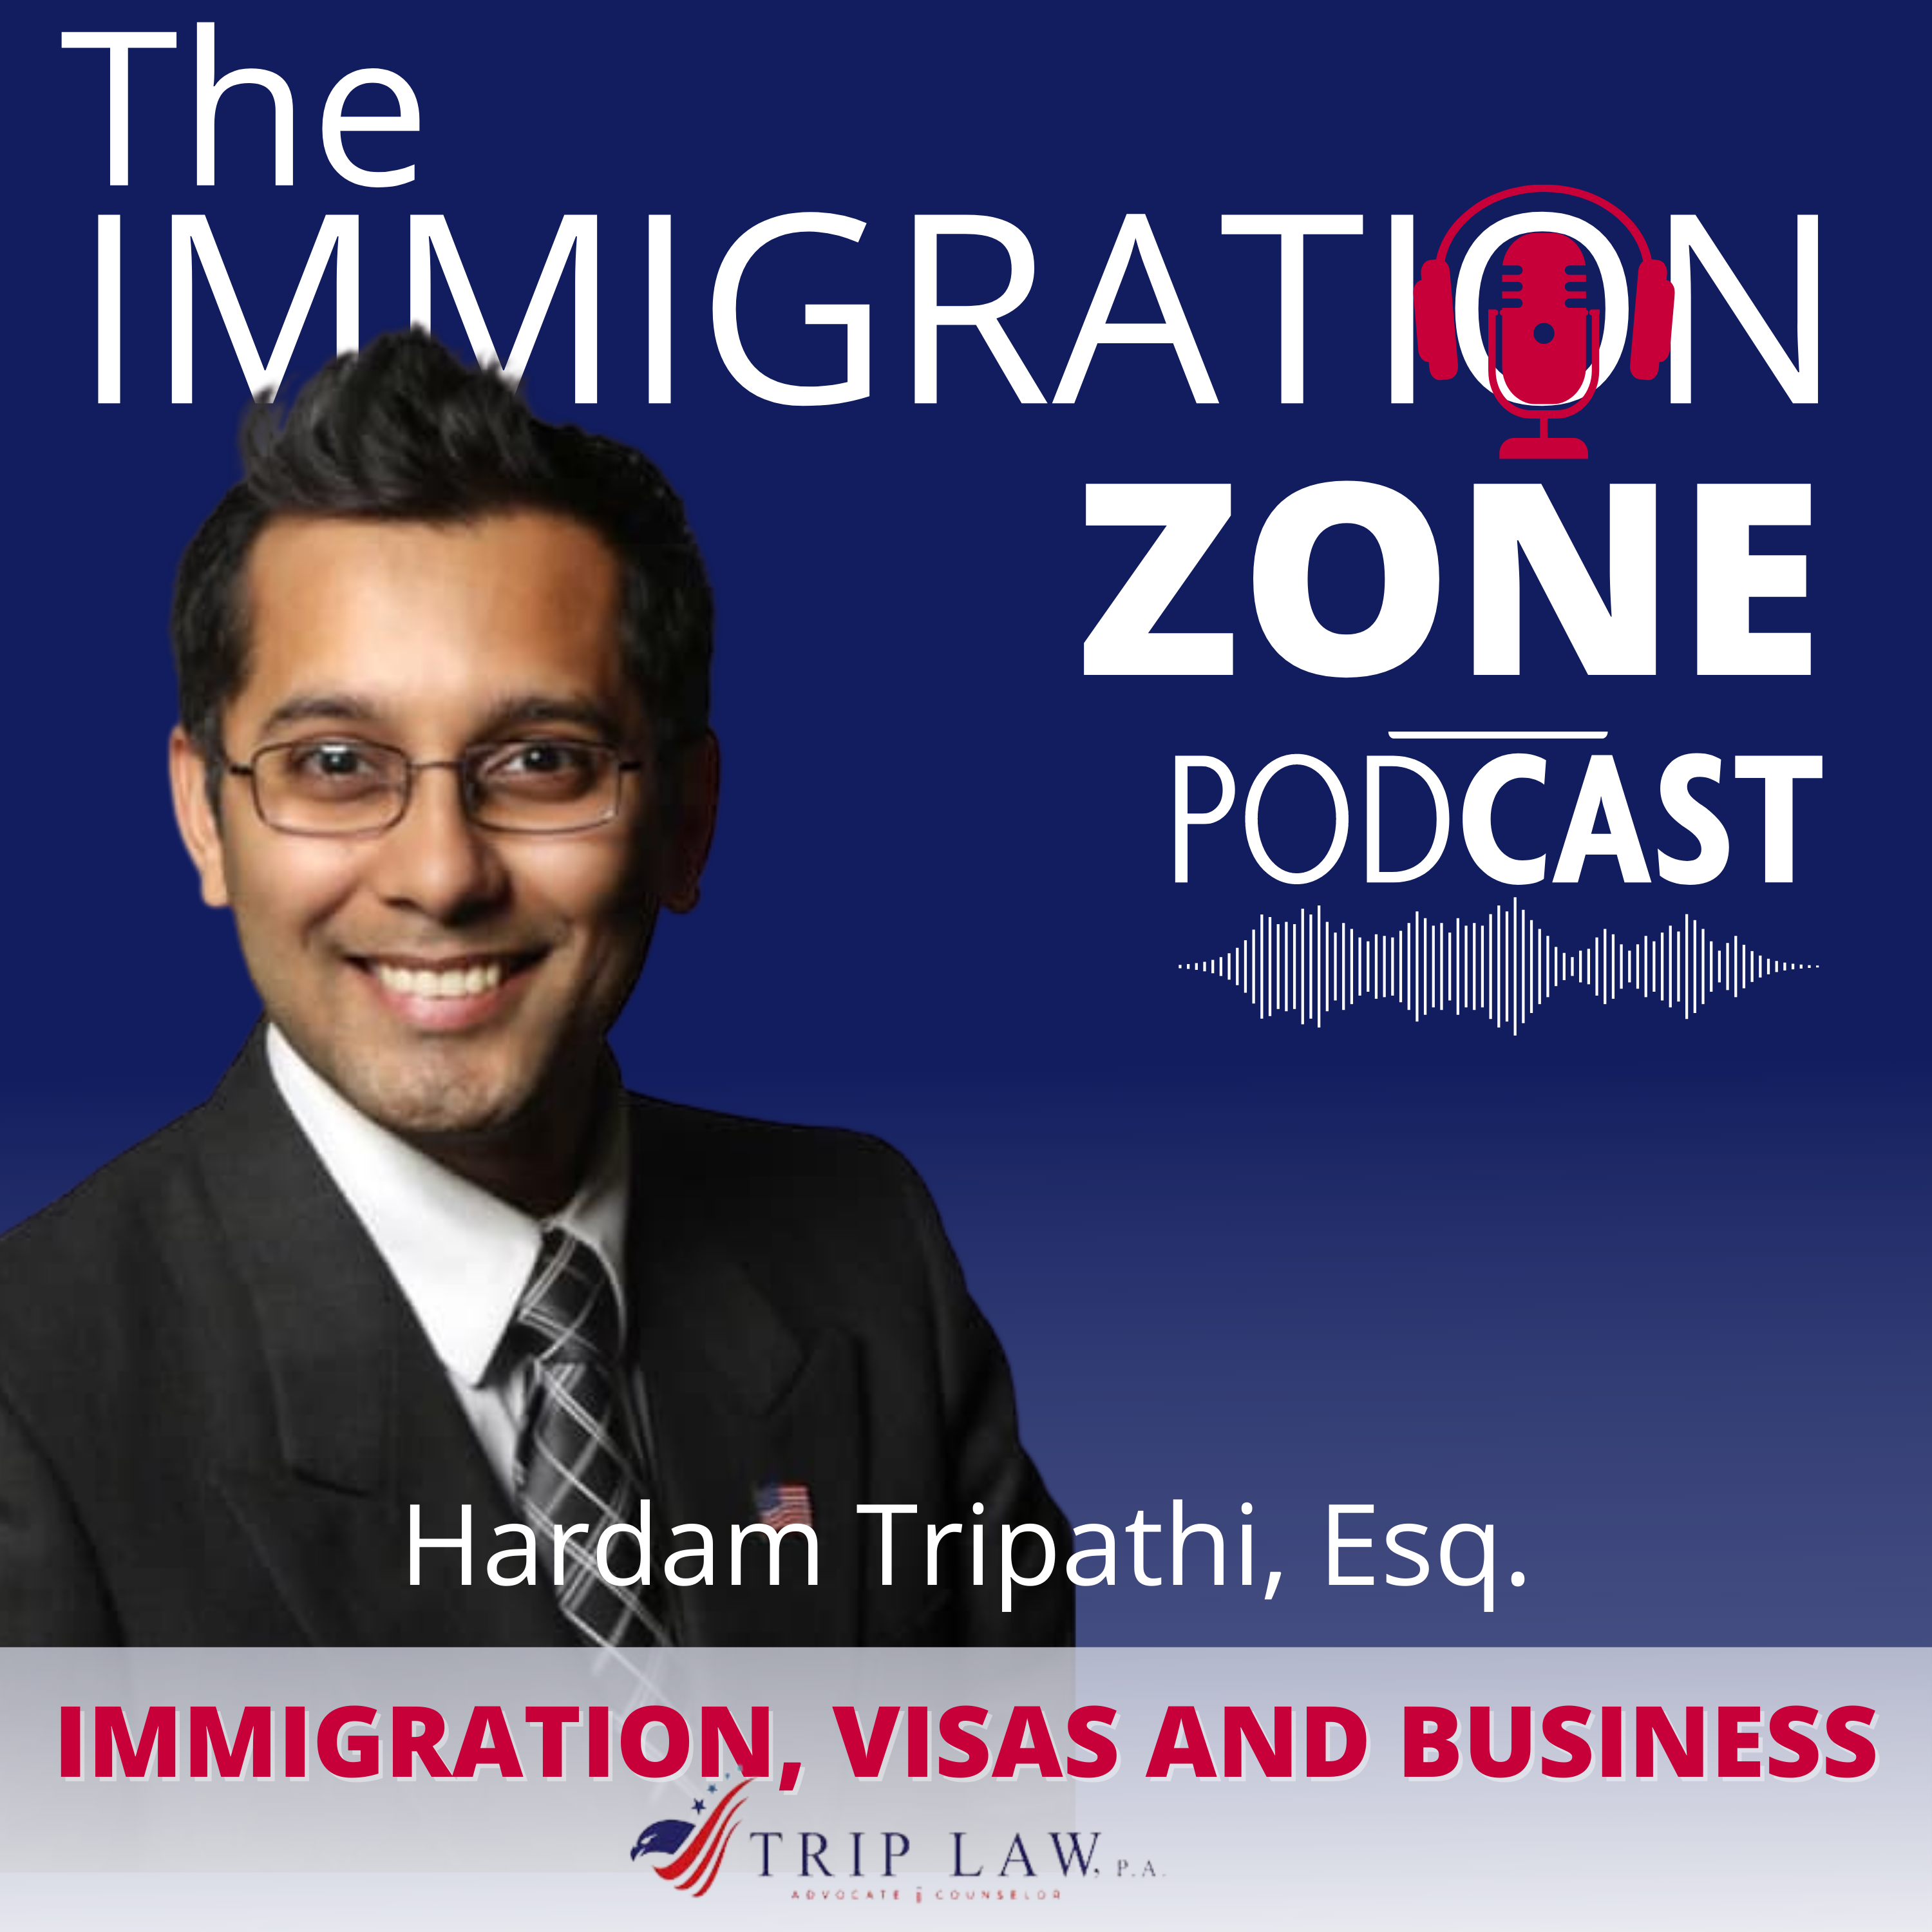 The
IMMIGRATION
ZONE
PODCAST
Hardam Tripathi, Esq.
IMMIGRATION, VISAS AND BUSINESS
TRIP LAW, P.A.
ADVOCATE | COUNSELOR